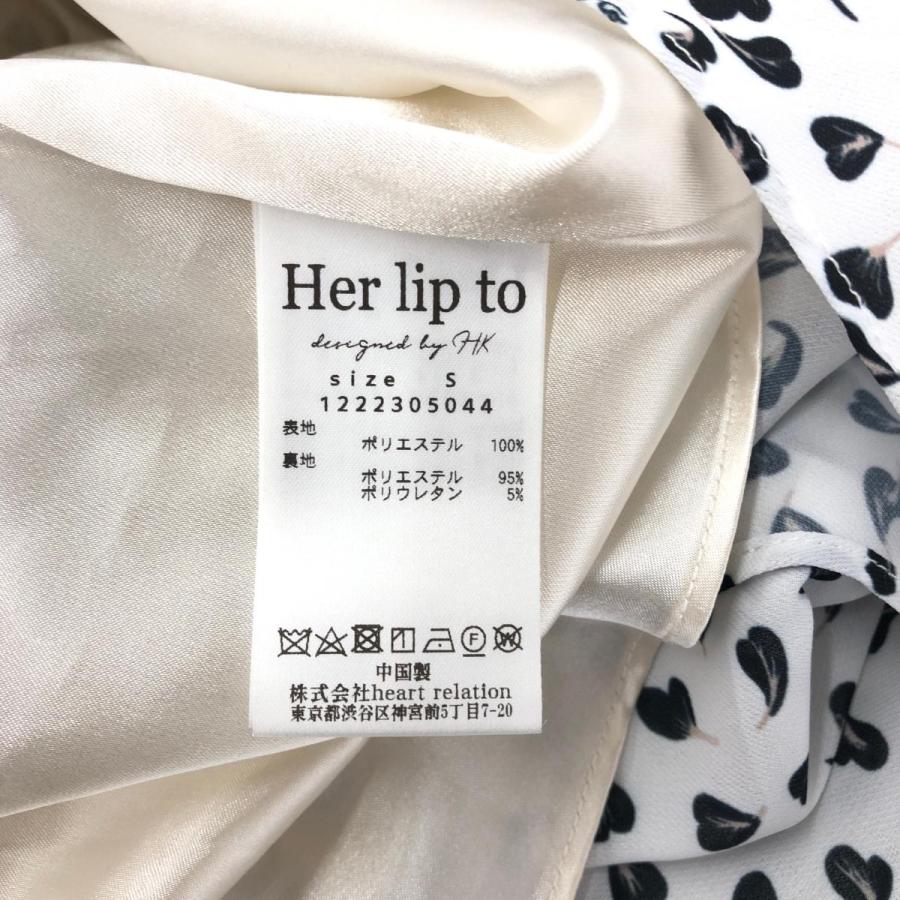 Her lip to
designed by HK
size S
1222305044
表地
ポリエステル 100%
裏地
ポリエステル 95%
ポリウレタン 5%
F W
中国製
株式会社heart relation
東京都渋谷区神宮前5丁目7-20